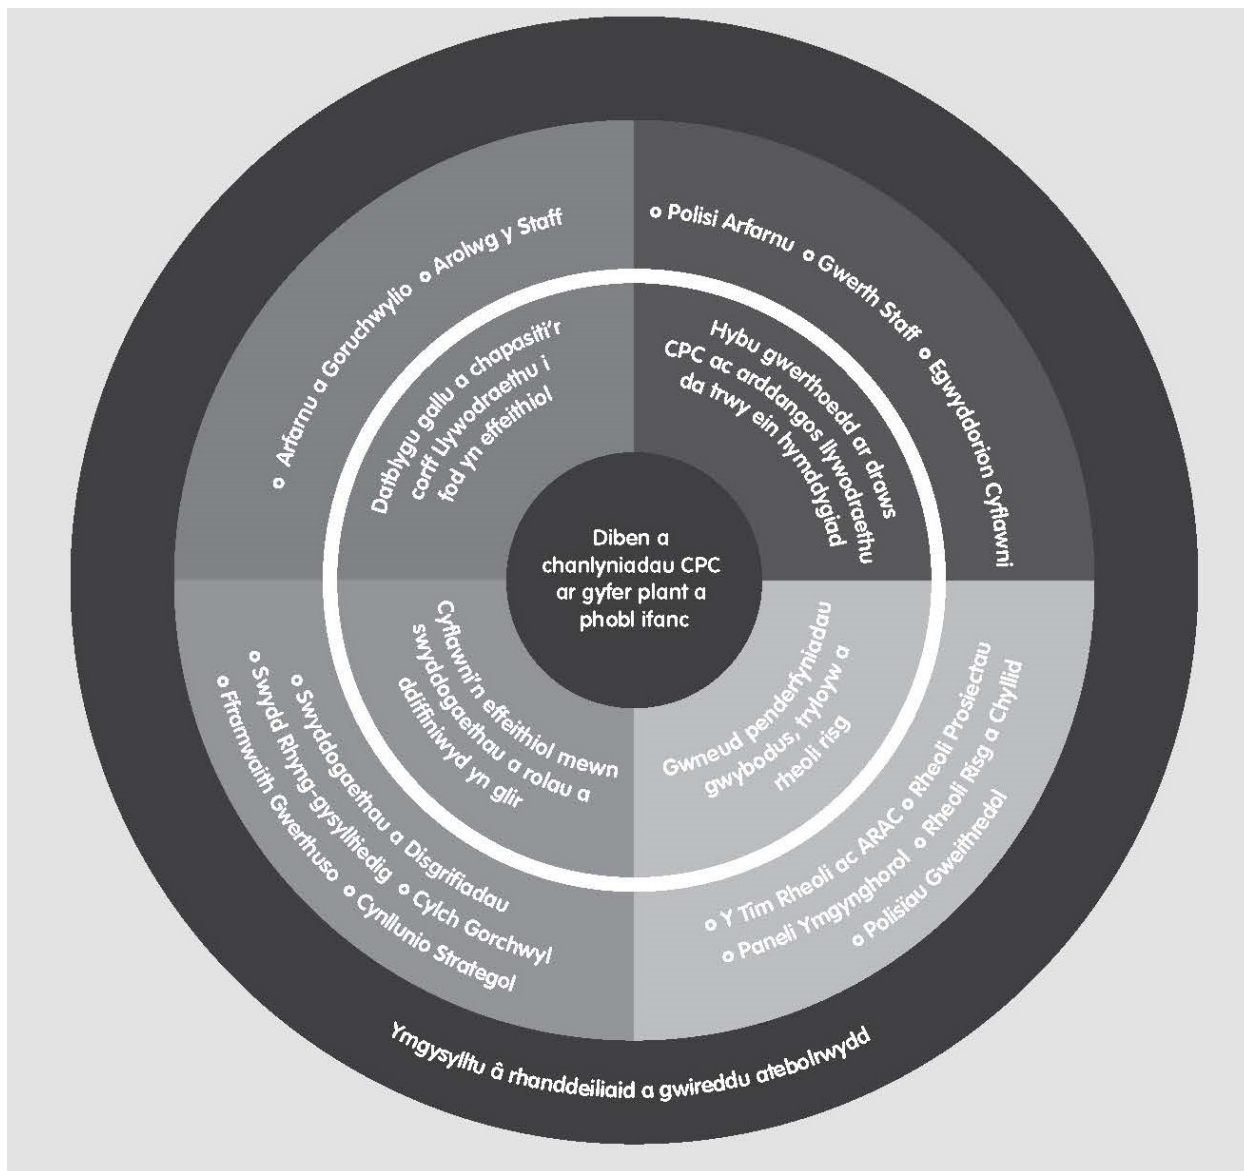 Arfarnu a Goruchwylio
Arolwg y Staff
Polisi Arfarnu
Gwerth Staff
Egwyddorion Cyflawni
Datblygu gallu a chapasiti'r
corff Llywodraethu i
fod yn effeithiol
Hybu gwerthoedd ar draws
CPC ac arddangos llywodraethu
da trwy ein hymddygiad
Diben a
chanlyniadau CPC
ar gyfer plant a
phobl ifanc
Cyflawni'n effeithiol mewn
swyddogaethau a rolau a
ddiffiniwyd yn glir
Gwneud penderfyniadau
gwybodus, tryloyw a
rheoli risg
Swyddogaethau a Disgrifiadau
Swydd Rhyng-gysylltiedig
Cylch Gorchwyl
Fframwaith Gwerthuso
Cynllunio Strategol
Y Tîm Rheoli ac ARAC
Rheoli Prosiectau
Paneli Ymgynghorol
Rheoli Risg a Chyllid
Polisïau Gweithredol
Ymgysylltu â rhanddeiliaid a gwireddu atebolrwydd